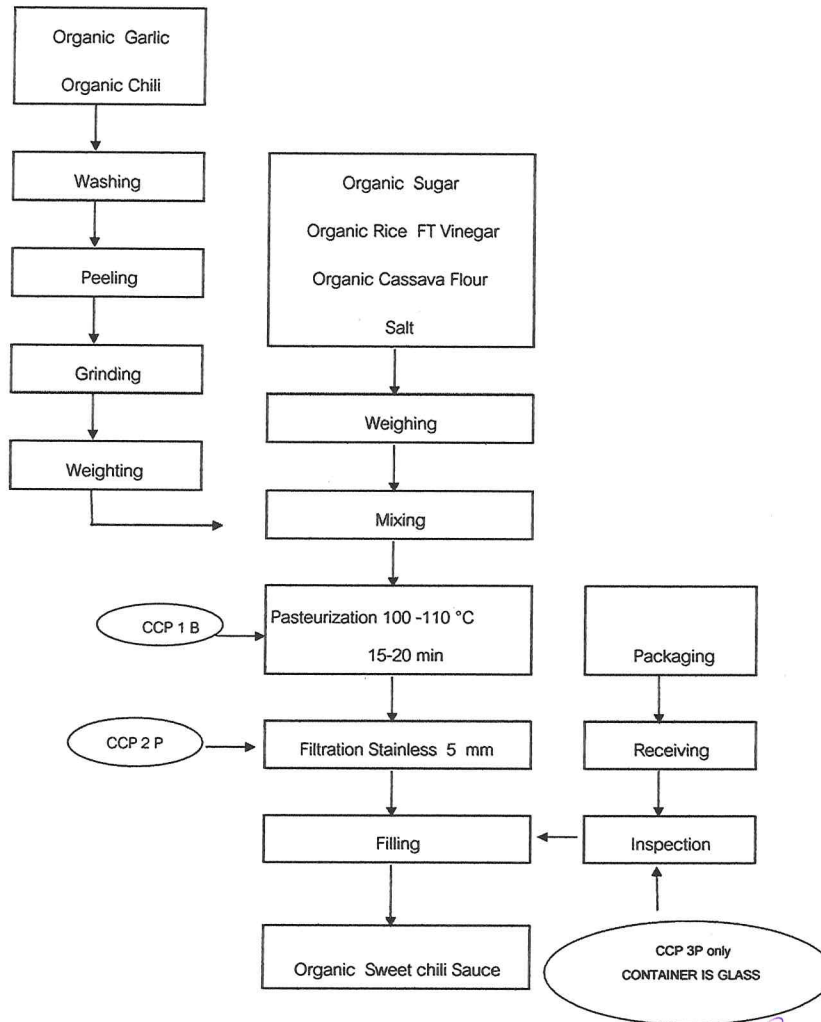 Organic Garlic
Organic Chili
Washing
Peeling
Grinding
Weighting
Organic Sugar
Organic Rice FT Vinegar
Organic Cassava Flour
Salt
Weighing
Mixing
CCP 1 B
Pasteurization 100 -110 °C
15-20 min
CCP 2 P
Filtration Stainless 5 mm
Filling
Organic Sweet chili Sauce
Packaging
Receiving
Inspection
CCP 3P only
CONTAINER IS GLASS